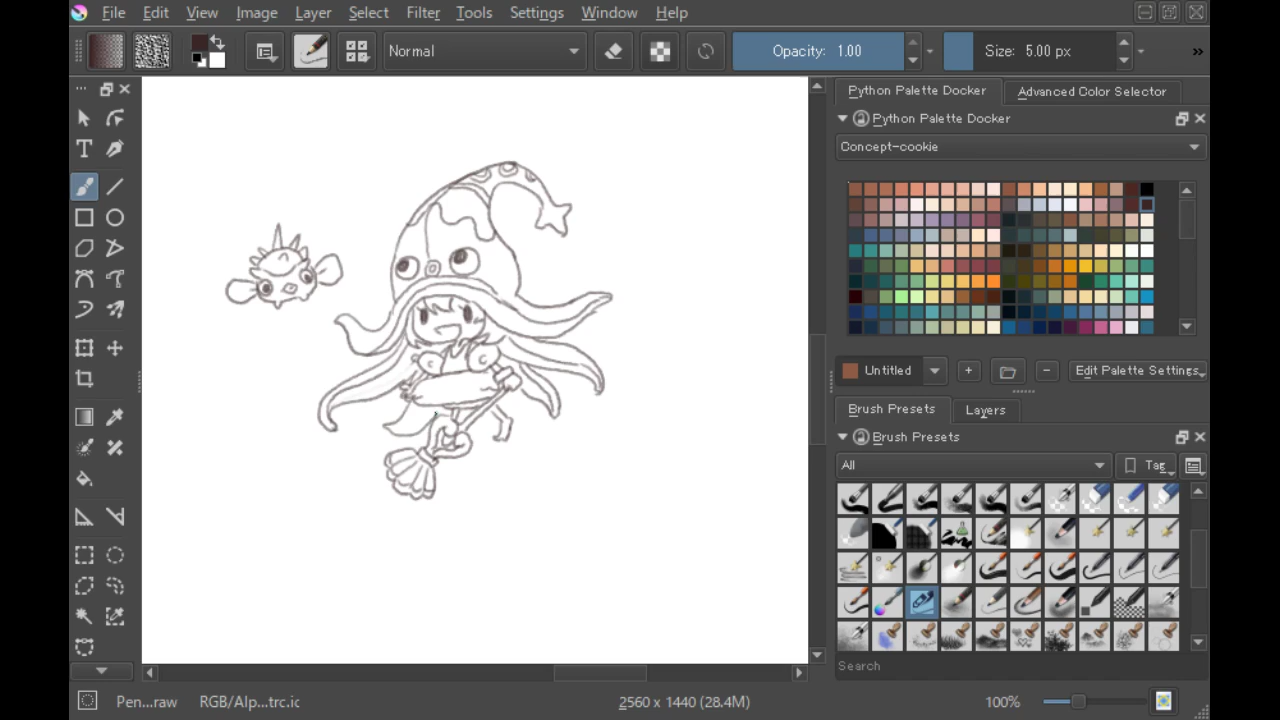 File Edit View Image Layer Select Filter Tools Settings Window Help
Normal Opacity: 1.00 Size: 5.00 px »
Python Palette Docker Advanced Color Selector
Python Palette Docker
Concept-cookie
Untitled + − Edit Palette Settings
Brush Presets Layers
Brush Presets
All Tag
Search
Pen...raw RGB/Alp...trc.ic 2560 x 1440 (28.4M) 100%